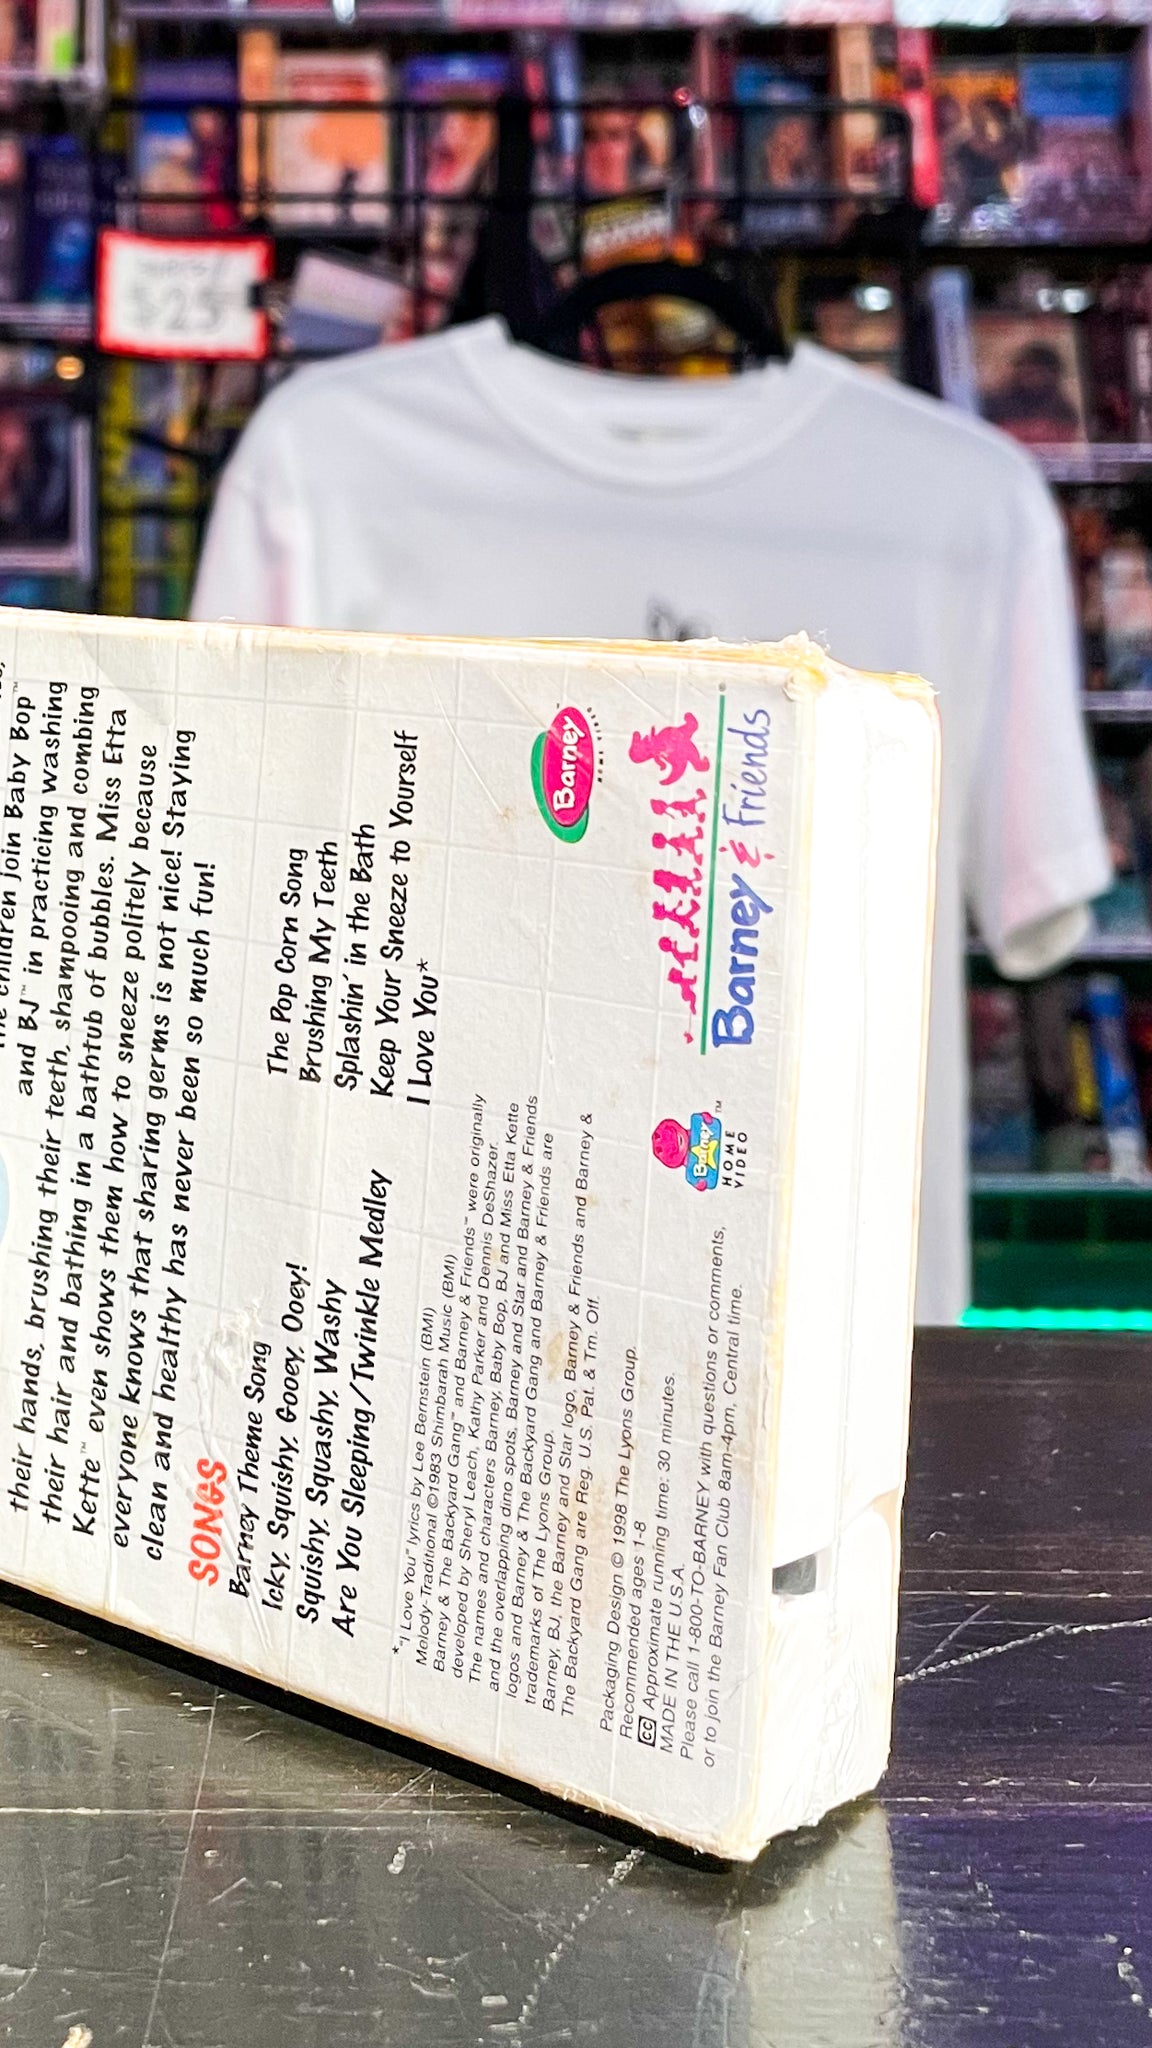 $25
children join Baby Bop™
and BJ™ in practicing washing
their hands, brushing their teeth, shampooing and combing
their hair and bathing in a bathtub of bubbles. Miss Etta
Kette™ even shows them how to sneeze politely because
everyone knows that sharing germs is not nice! Staying
clean and healthy has never been so much fun!
SONGS
Barney Theme Song
Icky, Squishy, Gooey, Ooey!
Squishy, Squashy, Washy
Are You Sleeping/Twinkle Medley
The Pop Corn Song
Brushing My Teeth
Splashin' in the Bath
Keep Your Sneeze to Yourself
I Love You*
*"I Love You" lyrics by Lee Bernstein (BMI)
Melody-Traditional ©1983 Shimbarah Music (BMI)
Barney & The Backyard Gang™ and Barney & Friends™ were originally
developed by Sheryl Leach, Kathy Parker and Dennis DeShazer.
The names and characters Barney, Baby Bop, BJ and Miss Etta Kette
and the overlapping dino spots, Barney and Star and Barney & Friends
logos and Barney & The Backyard Gang and Barney & Friends are
trademarks of The Lyons Group.
Barney, BJ, the Barney and Star logo, Barney & Friends and Barney &
The Backyard Gang are Reg. U.S. Pat. & Tm. Off.
Packaging Design © 1998 The Lyons Group.
Recommended ages 1-8
CC Approximate running time: 30 minutes.
MADE IN THE U.S.A.
Please call 1-800-TO-BARNEY with questions or comments,
or to join the Barney Fan Club 8am-4pm, Central time.
Barney™
HOME VIDEO
Barney™
HOME
VIDEO
Barney & Friends®